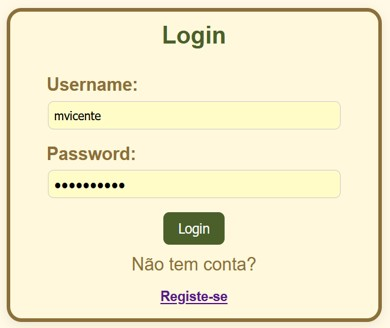 Login
Username:
mvicente
Password:
••••••••••
Login
Não tem conta?
Registe-se